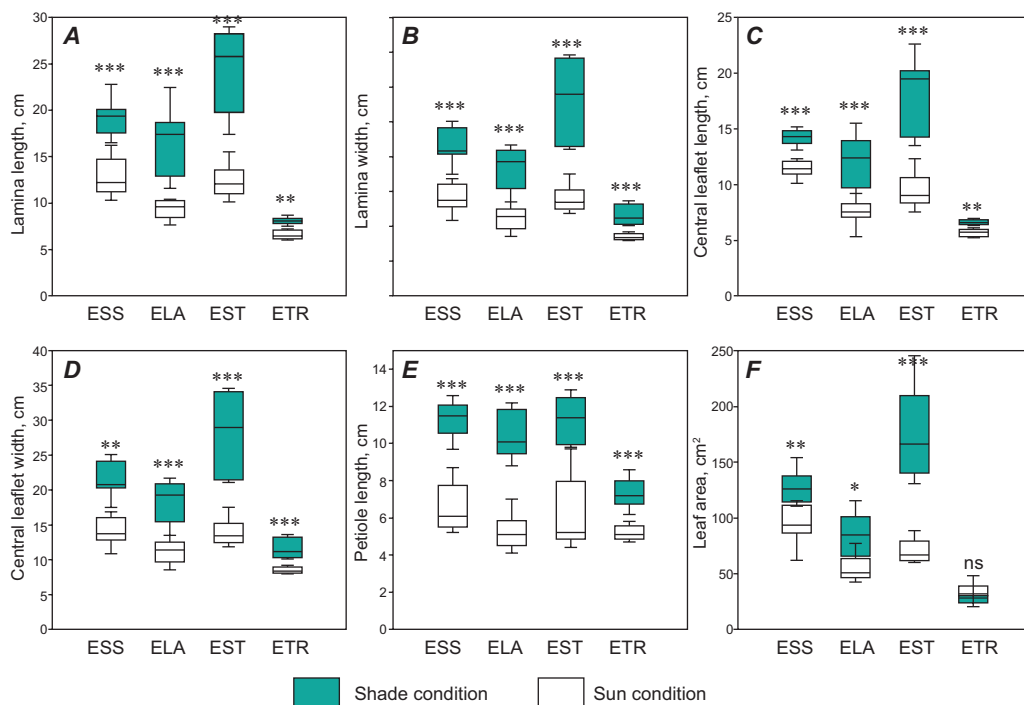 A
Lamina length, cm
30
25
20
15
10
5
0
***
***
***
**
ESS ELA EST ETR
B
Lamina width, cm
***
***
***
***
ESS ELA EST ETR
C
Central leaflet length, cm
25
20
15
10
5
0
***
***
***
**
ESS ELA EST ETR
D
Central leaflet width, cm
40
35
30
25
20
15
10
5
0
**
***
***
***
ESS ELA EST ETR
E
Petiole length, cm
14
12
10
8
6
4
2
0
***
***
***
***
ESS ELA EST ETR
F
Leaf area, cm²
250
200
150
100
50
0
**
*
***
ns
ESS ELA EST ETR
Shade condition
Sun condition